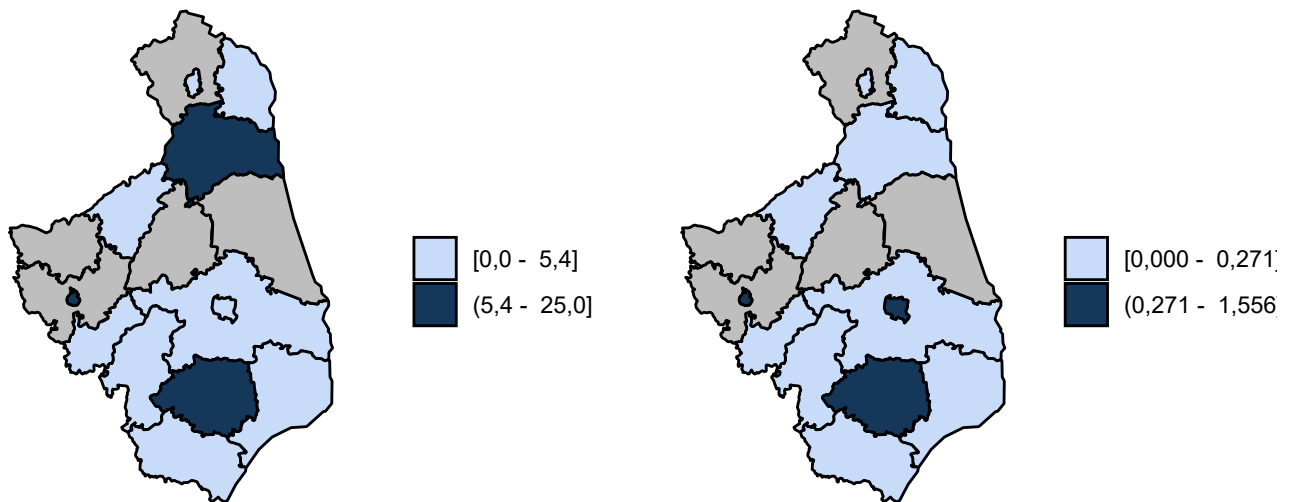 [0,0 - 5,4]
(5,4 - 25,0]
[0,000 - 0,271]
(0,271 - 1,556]